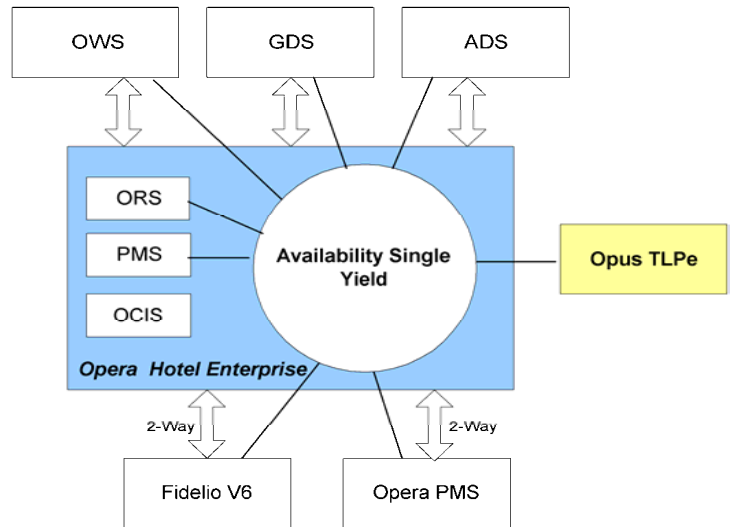 OWS
GDS
ADS
ORS
PMS
OCIS
Availability Single
Yield
Opus TLPe
Opera Hotel Enterprise
2-Way
2-Way
Fidelio V6
Opera PMS